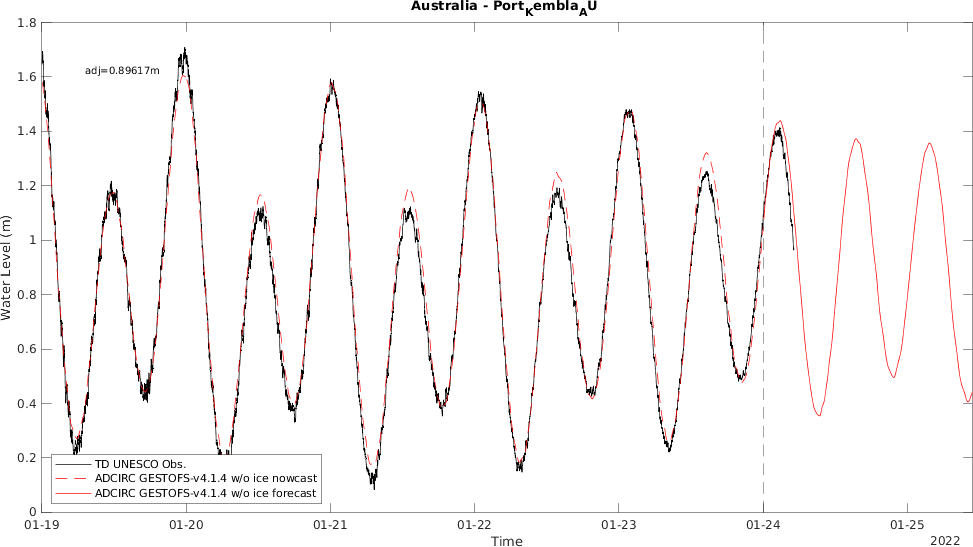 Australia - PortKemblaAU
1.8
1.6
1.4
1.2
1
0.8
0.6
0.4
0.2
0
Water Level (m)
adj=0.89617m
TD UNESCO Obs.
ADCIRC GESTOFS-v4.1.4 w/o ice nowcast
ADCIRC GESTOFS-v4.1.4 w/o ice forecast
01-19 01-20 01-21 01-22 01-23 01-24 01-25
Time
2022